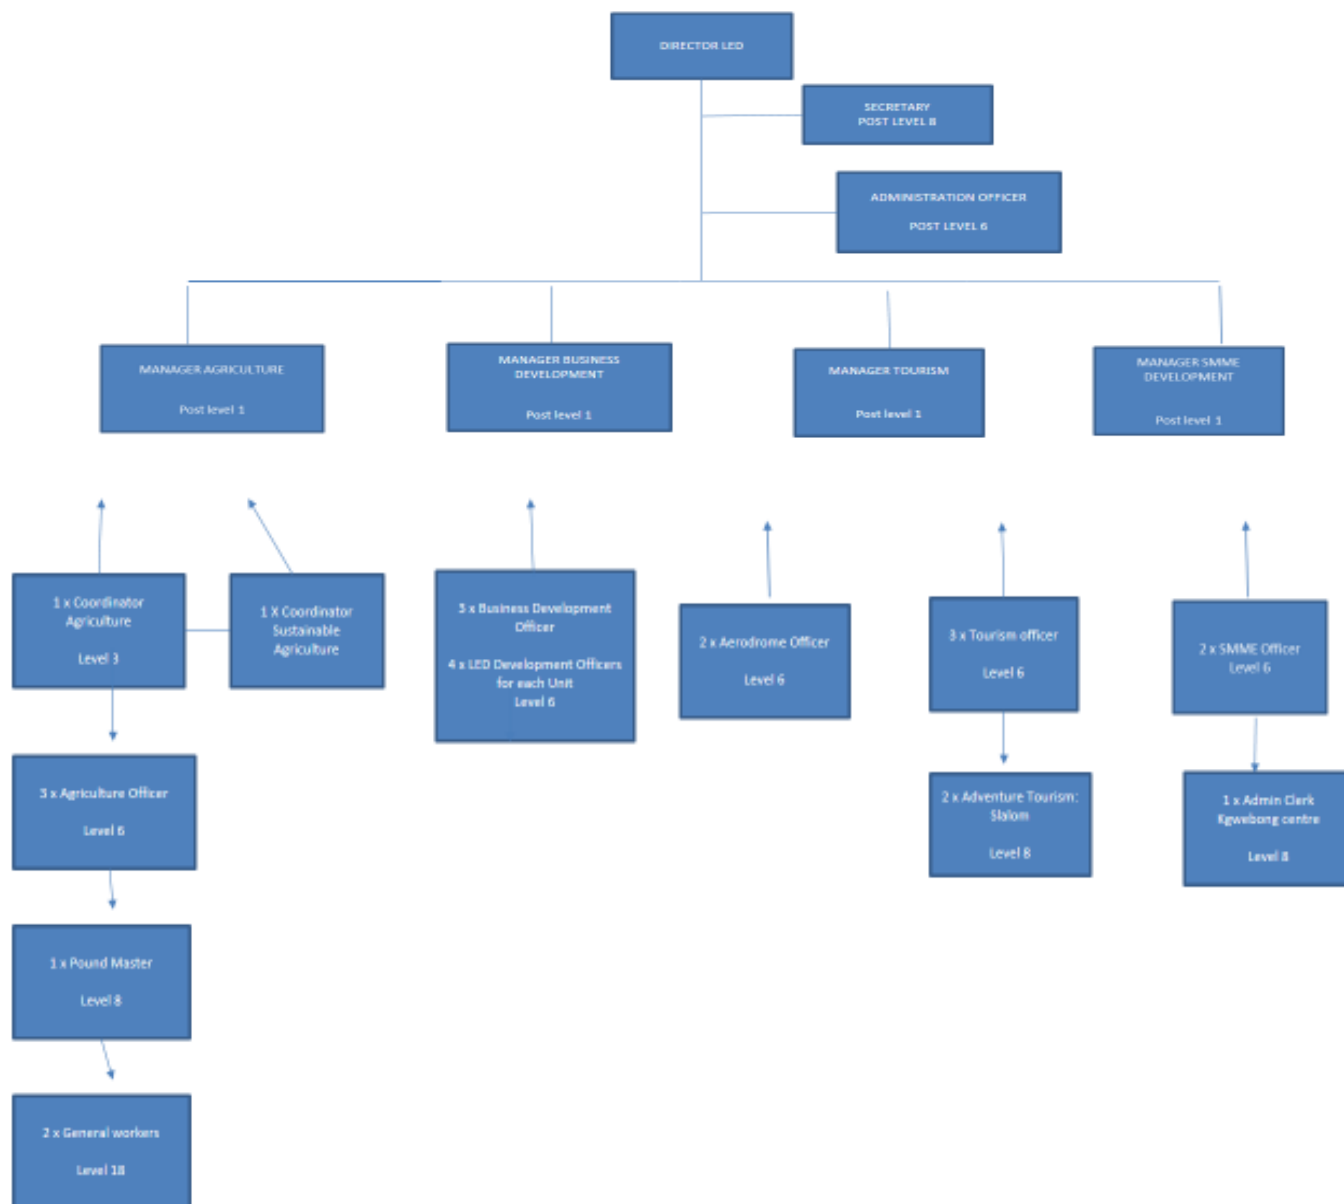 DIRECTOR LED
SECRETARY
POST LEVEL 8
ADMINISTRATION OFFICER
POST LEVEL 6
MANAGER AGRICULTURE
Post level 1
MANAGER BUSINESS
DEVELOPMENT
Post level 1
MANAGER TOURISM
Post level 1
MANAGER SMME
DEVELOPMENT
Post level 1
1 x Coordinator
Agriculture
Level 3
1 X Coordinator
Sustainable
Agriculture
3 x Business Development
Officer
4 x LED Development Officers
for each Unit
Level 6
2 x Aerodrome Officer
Level 6
3 x Tourism officer
Level 6
2 x SMME Officer
Level 6
3 x Agriculture Officer
Level 6
2 x Adventure Tourism:
Slalom
Level 8
1 x Admin Clerk
Kgwebong centre
Level 8
1 x Pound Master
Level 8
2 x General workers
Level 18